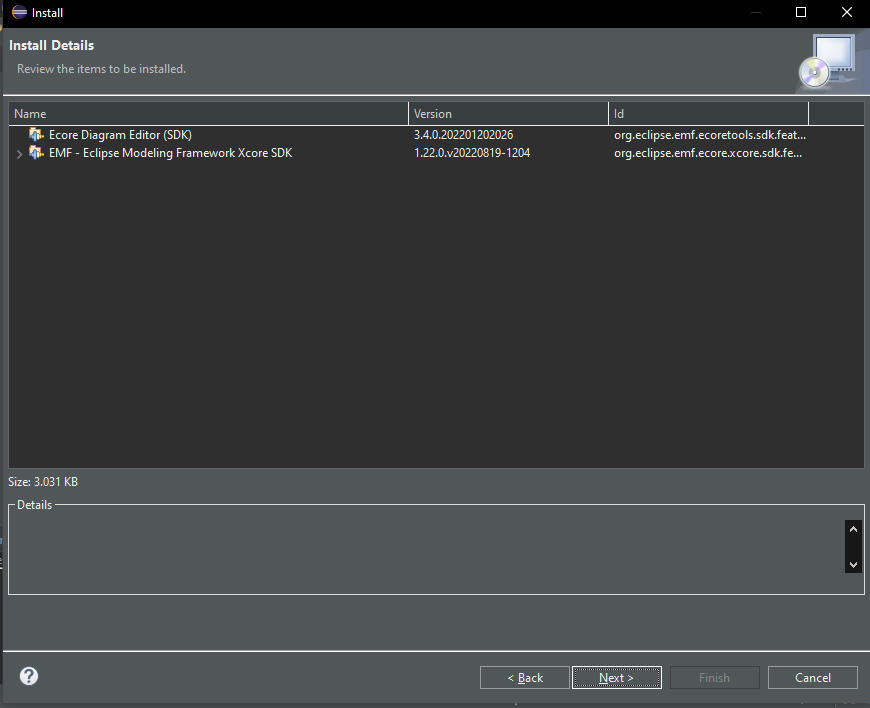 Install
Install Details
Review the items to be installed.
Name Version Id
Ecore Diagram Editor (SDK) 3.4.0.202201202026 org.eclipse.emf.ecoretools.sdk.feat...
EMF - Eclipse Modeling Framework Xcore SDK 1.22.0.v20220819-1204 org.eclipse.emf.ecore.xcore.sdk.fe...
Size: 3.031 KB
Details
? < Back Next > Finish Cancel